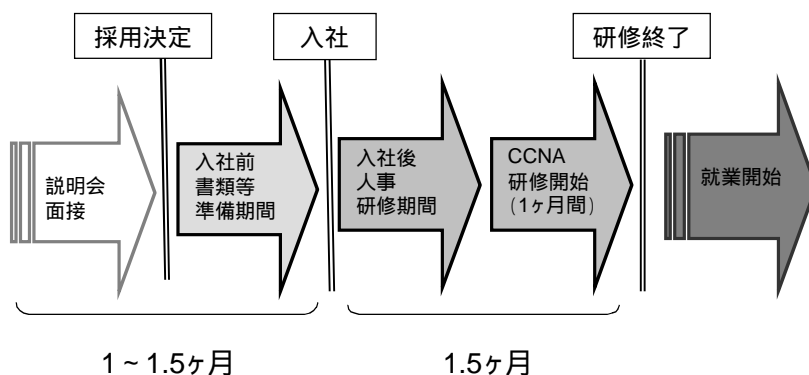 採用決定
入社
研修終了
説明会
面接
入社前
書類等
準備期間
入社後
人事
研修期間
CCNA
研修開始
(1ヶ月間)
就業開始
1～1.5ヶ月
1.5ヶ月